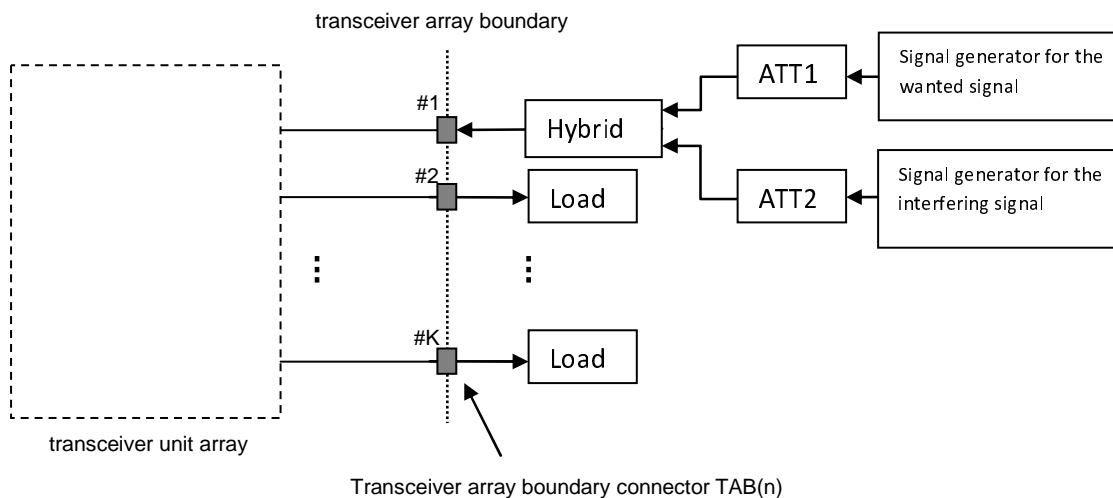 transceiver array boundary
Signal generator for the
wanted signal
ATT1
#1
Hybrid
#2
Load
ATT2
Signal generator for the
interfering signal
#K
Load
transceiver unit array
Transceiver array boundary connector TAB(n)